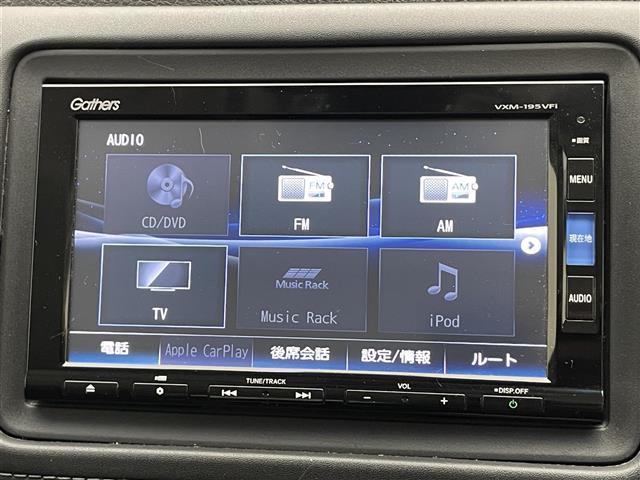 Gathers
VXM-195VFi
AUDIO
画質
MENU
現在地
AUDIO
CD/DVD
FM
FM
AM
AM
TV
Music Rack
Music Rack
iPod
電話
Apple CarPlay
後席会話
設定/情報
ルート
TUNE/TRACK
VOL
DISP.OFF